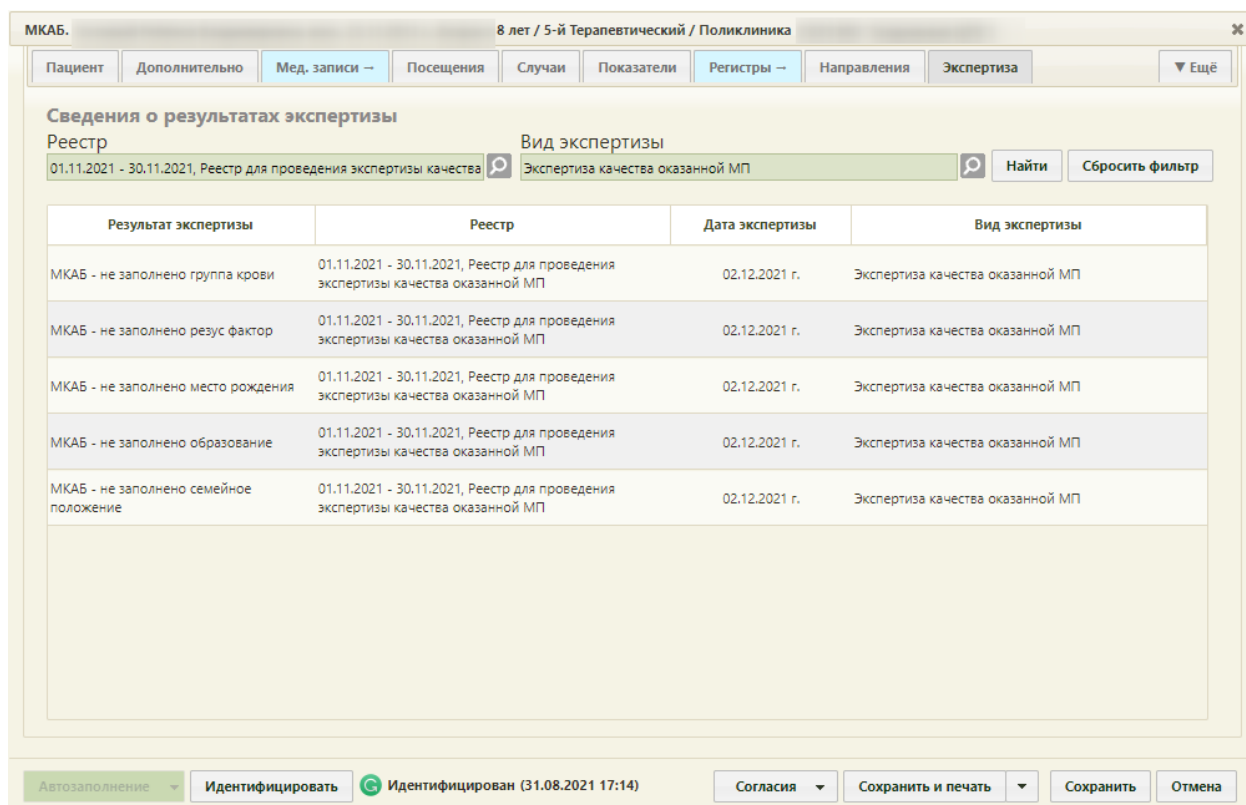 МКАБ. 8 лет / 5-й Терапевтический / Поликлиника
Пациент Дополнительно Мед. записи → Посещения Случаи Показатели Регистры → Направления Экспертиза ▼ Ещё
Сведения о результатах экспертизы
Реестр Вид экспертизы
01.11.2021 - 30.11.2021, Реестр для проведения экспертизы качества Экспертиза качества оказанной МП Найти Сбросить фильтр
Результат экспертизы Реестр Дата экспертизы Вид экспертизы
МКАБ - не заполнено группа крови 01.11.2021 - 30.11.2021, Реестр для проведения 02.12.2021 г. Экспертиза качества оказанной МП
экспертизы качества оказанной МП
МКАБ - не заполнено резус фактор 01.11.2021 - 30.11.2021, Реестр для проведения 02.12.2021 г. Экспертиза качества оказанной МП
экспертизы качества оказанной МП
МКАБ - не заполнено место рождения 01.11.2021 - 30.11.2021, Реестр для проведения 02.12.2021 г. Экспертиза качества оказанной МП
экспертизы качества оказанной МП
МКАБ - не заполнено образование 01.11.2021 - 30.11.2021, Реестр для проведения 02.12.2021 г. Экспертиза качества оказанной МП
экспертизы качества оказанной МП
МКАБ - не заполнено семейное 01.11.2021 - 30.11.2021, Реестр для проведения 02.12.2021 г. Экспертиза качества оказанной МП
положение экспертизы качества оказанной МП
Автозаполнение Идентифицировать G Идентифицирован (31.08.2021 17:14) Согласия Сохранить и печать Сохранить Отмена